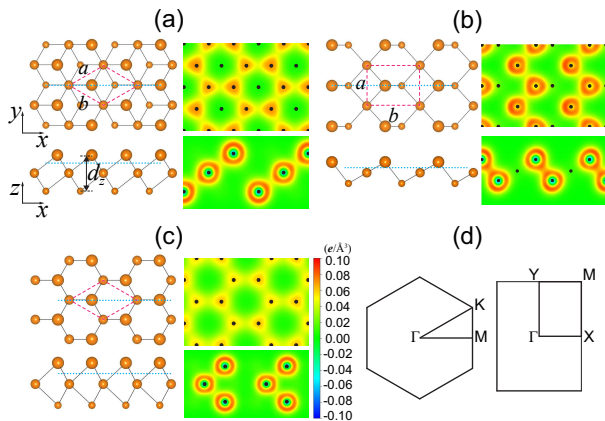 (a)
a
b
y
x
d_z
z
x
(b)
a
b
(c)
(e/Å³)
0.10
0.08
0.06
0.04
0.02
0.00
-0.02
-0.04
-0.06
-0.08
-0.10
(d)
K
Γ
M
Y
M
Γ
X